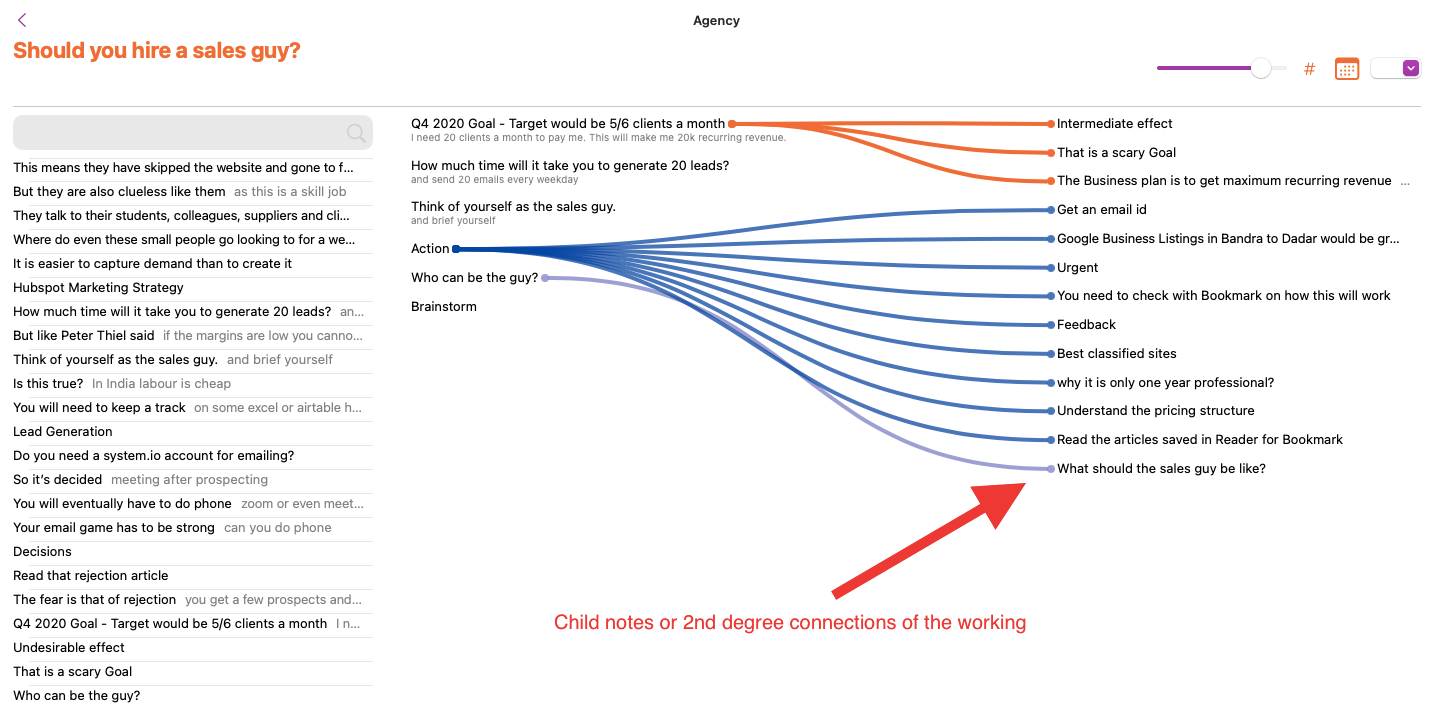 Agency
Should you hire a sales guy?
#
This means they have skipped the website and gone to f...
But they are also clueless like them as this is a skill job
They talk to their students, colleagues, suppliers and cli...
Where do even these small people go looking to for a we...
It is easier to capture demand than to create it
Hubspot Marketing Strategy
How much time will it take you to generate 20 leads? an...
But like Peter Thiel said if the margins are low you canno...
Think of yourself as the sales guy. and brief yourself
Is this true? In India labour is cheap
You will need to keep a track on some excel or airtable h...
Lead Generation
Do you need a system.io account for emailing?
So it's decided meeting after prospecting
You will eventually have to do phone zoom or even meet...
Your email game has to be strong can you do phone
Decisions
Read that rejection article
The fear is that of rejection you get a few prospects and...
Q4 2020 Goal - Target would be 5/6 clients a month I n...
Undesirable effect
That is a scary Goal
Who can be the guy?
Q4 2020 Goal - Target would be 5/6 clients a month
I need 20 clients a month to pay me. This will make me 20k recurring revenue.
How much time will it take you to generate 20 leads?
and send 20 emails every weekday
Think of yourself as the sales guy.
and brief yourself
Action
Who can be the guy?
Brainstorm
Intermediate effect
That is a scary Goal
The Business plan is to get maximum recurring revenue ...
Get an email id
Google Business Listings in Bandra to Dadar would be gr...
Urgent
You need to check with Bookmark on how this will work
Feedback
Best classified sites
why it is only one year professional?
Understand the pricing structure
Read the articles saved in Reader for Bookmark
What should the sales guy be like?
Child notes or 2nd degree connections of the working